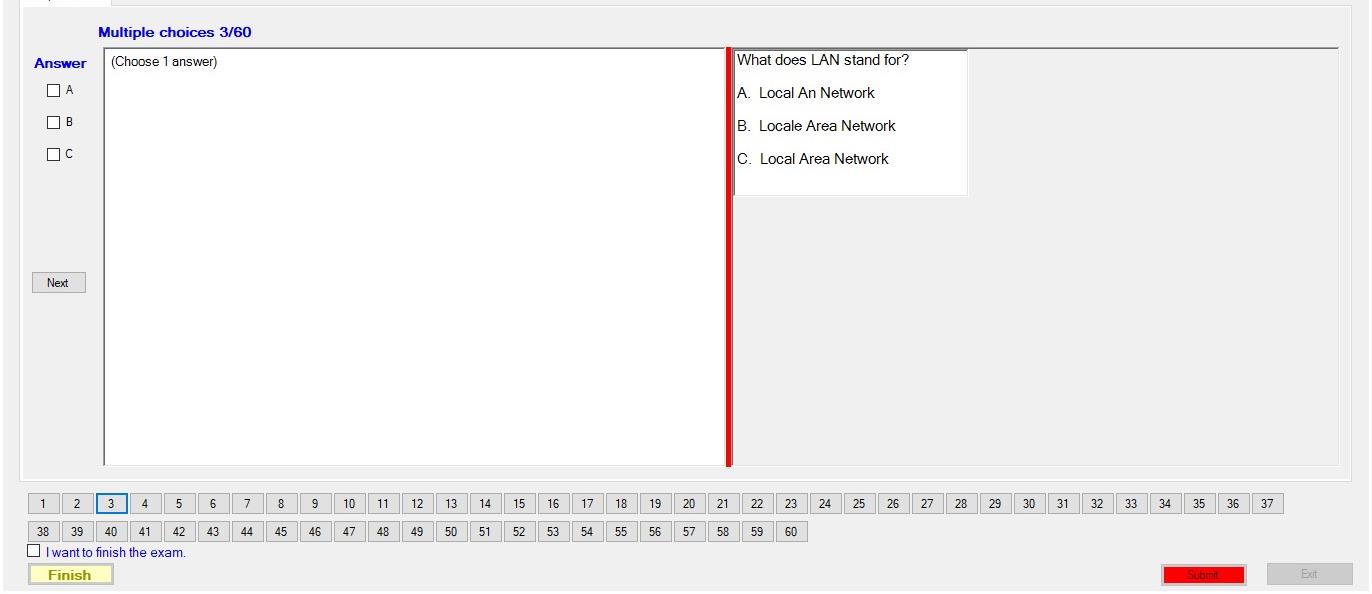 Multiple choices 3/60
Answer
A
B
C
Next
(Choose 1 answer)
What does LAN stand for?
A. Local An Network
B. Locale Area Network
C. Local Area Network
1 2 3 4 5 6 7 8 9 10 11 12 13 14 15 16 17 18 19 20 21 22 23 24 25 26 27 28 29 30 31 32 33 34 35 36 37
38 39 40 41 42 43 44 45 46 47 48 49 50 51 52 53 54 55 56 57 58 59 60
I want to finish the exam.
Finish
Submit
Exit